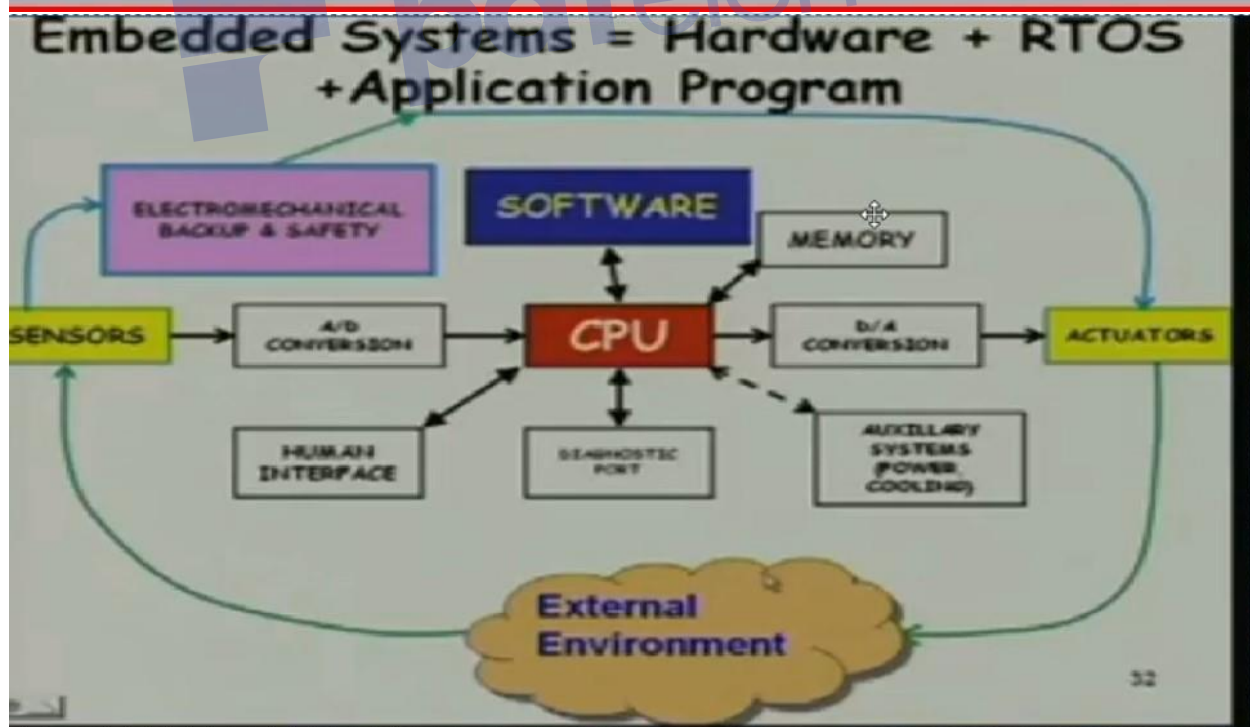 Embedded Systems = Hardware + RTOS
+Application Program
ELECTROMECHANICAL
BACKUP & SAFETY
SOFTWARE
MEMORY
SENSORS
A/D
CONVERSION
CPU
D/A
CONVERSION
ACTUATORS
HUMAN
INTERFACE
DIAGNOSTIC
PORT
AUXILLARY
SYSTEMS
(POWER,
COOLING)
External
Environment
32